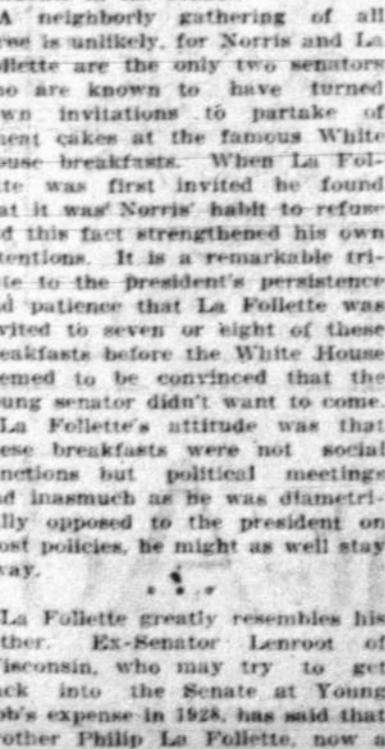 A neighborly gathering of all
ree is unlikely, for Norris and La
ollette are the only two senators
ho are known to have turned
wn invitations to partake of
heat cakes at the famous White
ouse breakfasts. When La Fol-
tte was first invited he found
at it was Norris' habit to refuse
d this fact strengthened his own
tentions. It is a remarkable tri-
te to the president's persistence
d patience that La Follette was
vited to seven or eight of these
eakfasts before the White House
emed to be convinced that the
ung senator didn't want to come.
La Follette's attitude was that
ese breakfasts were not social
nctions but political meetings
d inasmuch as he was diametri-
ally opposed to the president on
ost policies, he might as well stay
way.
* * *
La Follette greatly resembles his
ther. Ex-Senator Lenroot of
isconsin, who may try to get
ack into the Senate at Young
ob's expense in 1928, has said that
rother Philip La Follette, now a